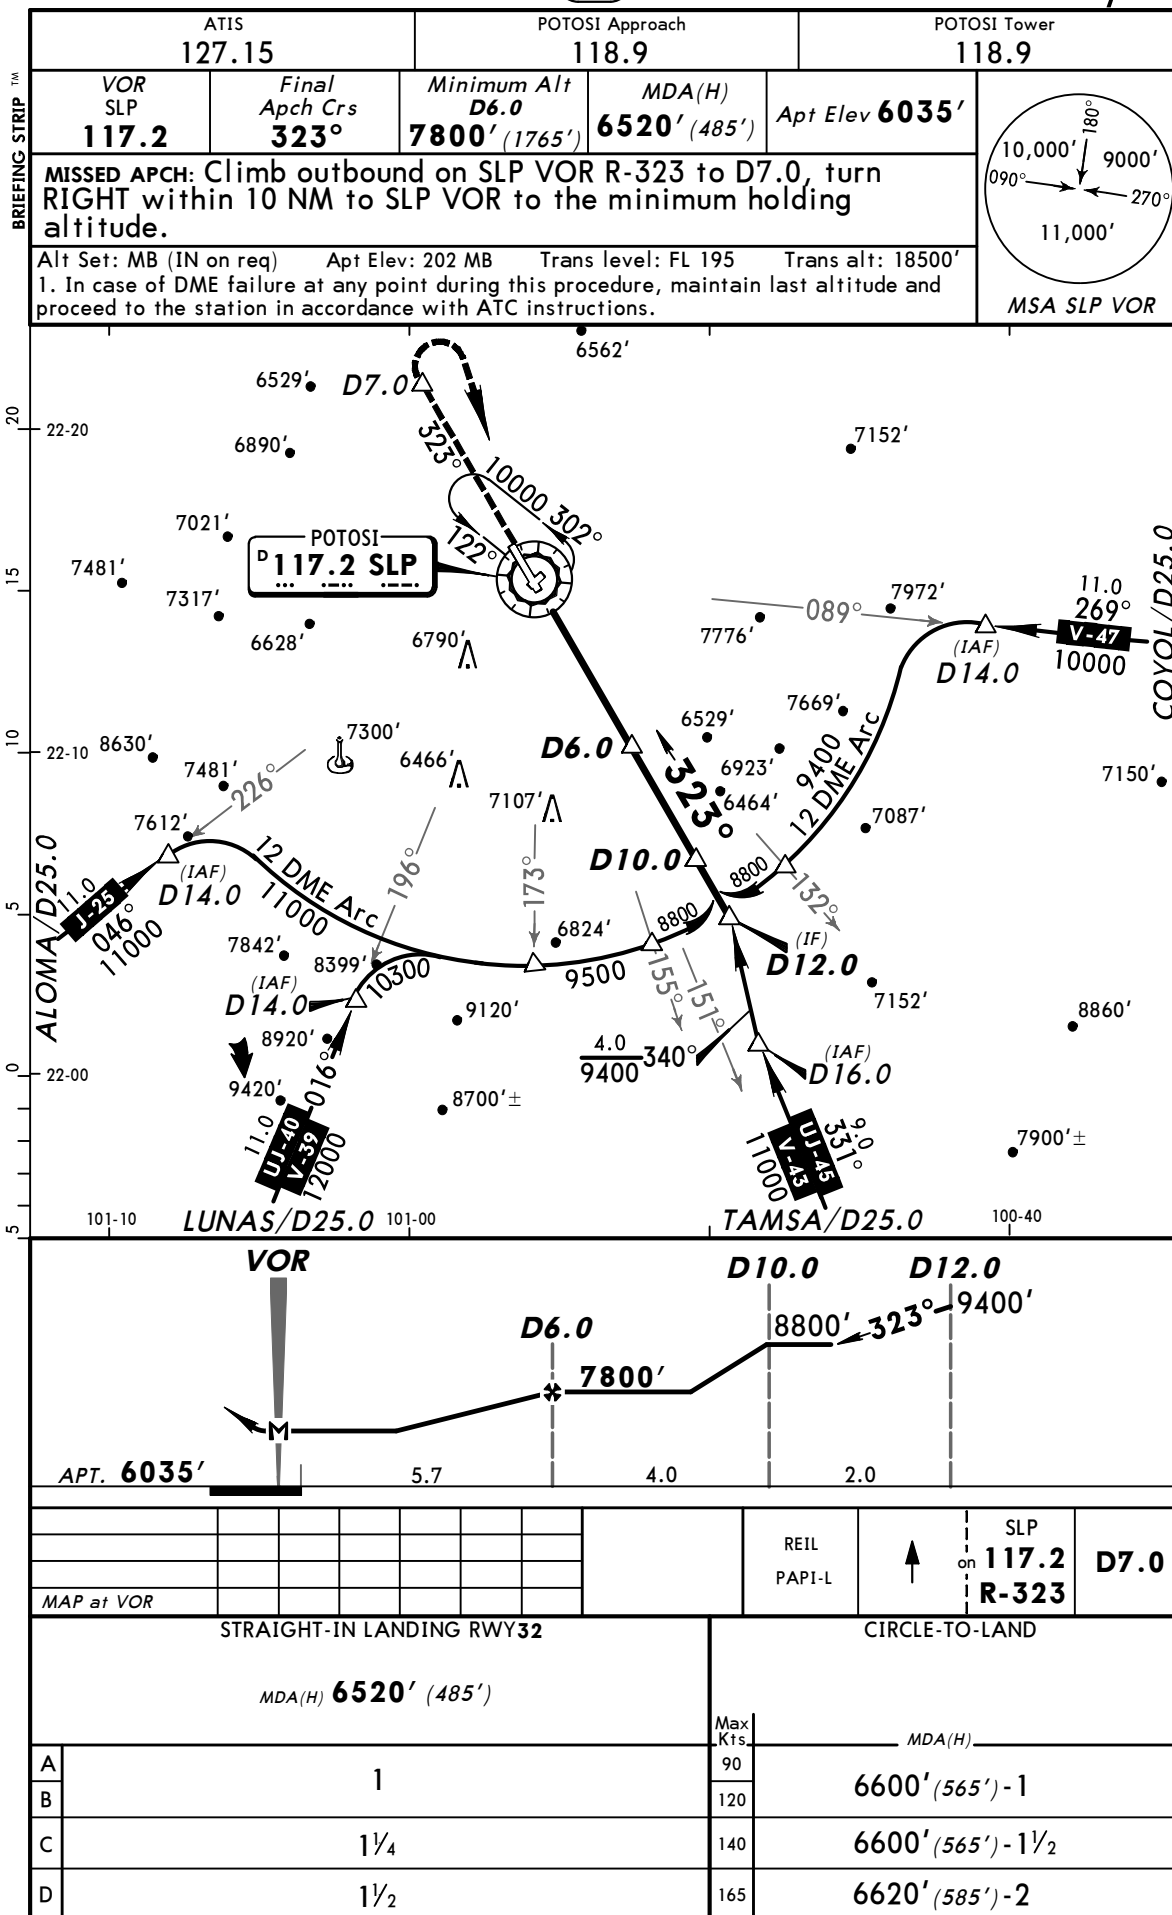 ATIS
127.15
POTOSI Approach
118.9
POTOSI Tower
118.9
BRIEFING STRIP ™
VOR
SLP
117.2
Final
Apch Crs
323°
Minimum Alt
D6.0
7800' (1765')
MDA(H)
6520' (485')
Apt Elev 6035'
MISSED APCH: Climb outbound on SLP VOR R-323 to D7.0, turn
RIGHT within 10 NM to SLP VOR to the minimum holding
altitude.
Alt Set: MB (IN on req) Apt Elev: 202 MB Trans level: FL 195 Trans alt: 18500'
1. In case of DME failure at any point during this procedure, maintain last altitude and
proceed to the station in accordance with ATC instructions.
180°
10,000'
9000'
090°
270°
11,000'
MSA SLP VOR
6562'
6529'
D7.0
20
22-20
323°
7152'
6890'
10000 302°
7021'
122°
POTOSI
D 117.2 SLP
15
7481'
7317'
6628'
6790'
7972'
089°
7776'
11.0
269°
V-47
10000
COYOL/D25.0
(IAF)
D14.0
7669'
9400
12 DME Arc
6529'
D6.0
10
22-10
8630'
7300'
6466'
6923'
323°
7150'
7481'
226°
7107'
6464'
7087'
7612'
(IAF)
D14.0
12 DME Arc
11000
196°
173°
D10.0
8800
132°
ALOMA/D25.0
11.0
J-25
046°
11000
5
8800
6824'
(IF)
D12.0
7842'
8399'
10300
9500
155°
151°
(IAF)
D14.0
7152'
9120'
8920'
8860'
4.0
9400
340°
(IAF)
D16.0
0
22-00
9420'
016°
8700'±
11.0
UJ-40
V-39
12000
9.0
331°
UJ-45
V-43
11000
7900'±
5
101-10
LUNAS/D25.0
101-00
TAMSA/D25.0
100-40
VOR
D10.0
D12.0
D6.0
8800'
323°
9400'
7800'
M
APT. 6035'
5.7
4.0
2.0
MAP at VOR
REIL
PAPI-L
on
SLP
117.2
R-323
D7.0
STRAIGHT-IN LANDING RWY32
CIRCLE-TO-LAND
MDA(H) 6520' (485')
Max
Kts
MDA(H)
A
1
90
6600' (565') - 1
B
120
C
1¼
140
6600' (565') - 1½
D
1½
165
6620' (585') - 2